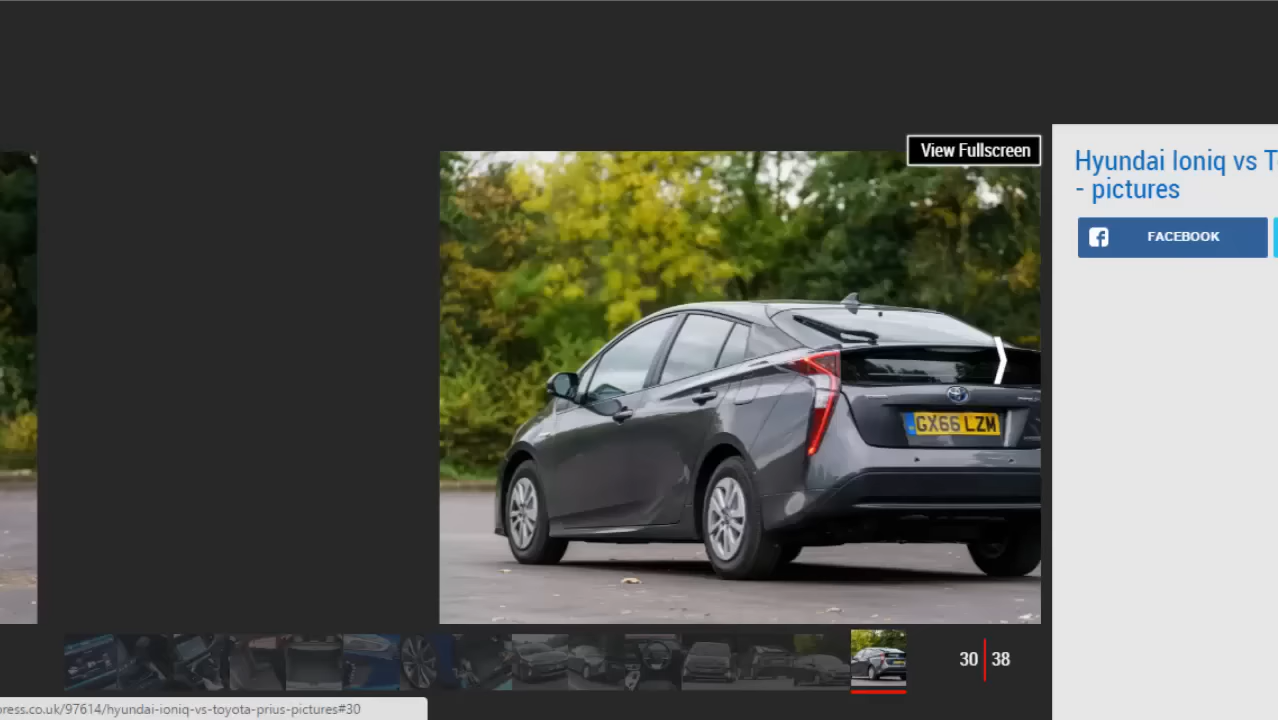 View Fullscreen
Hyundai Ioniq vs T
- pictures
FACEBOOK
GX66 LZM
30 38
press.co.uk/97614/hyundai-ioniq-vs-toyota-prius-pictures#30